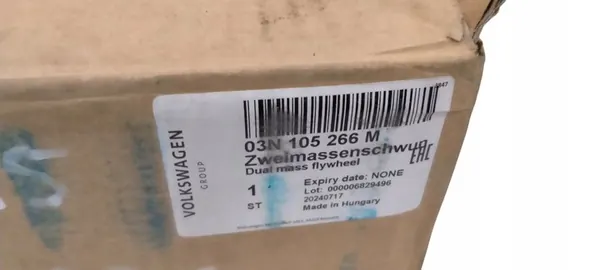 VOLKSWAGEN
GROUP
03N 105 266 M
Zweimassenschwung
Dual mass flywheel
EAC
1
ST
Expiry date: NONE
Lot: 000006829496
20240717
Made in Hungary